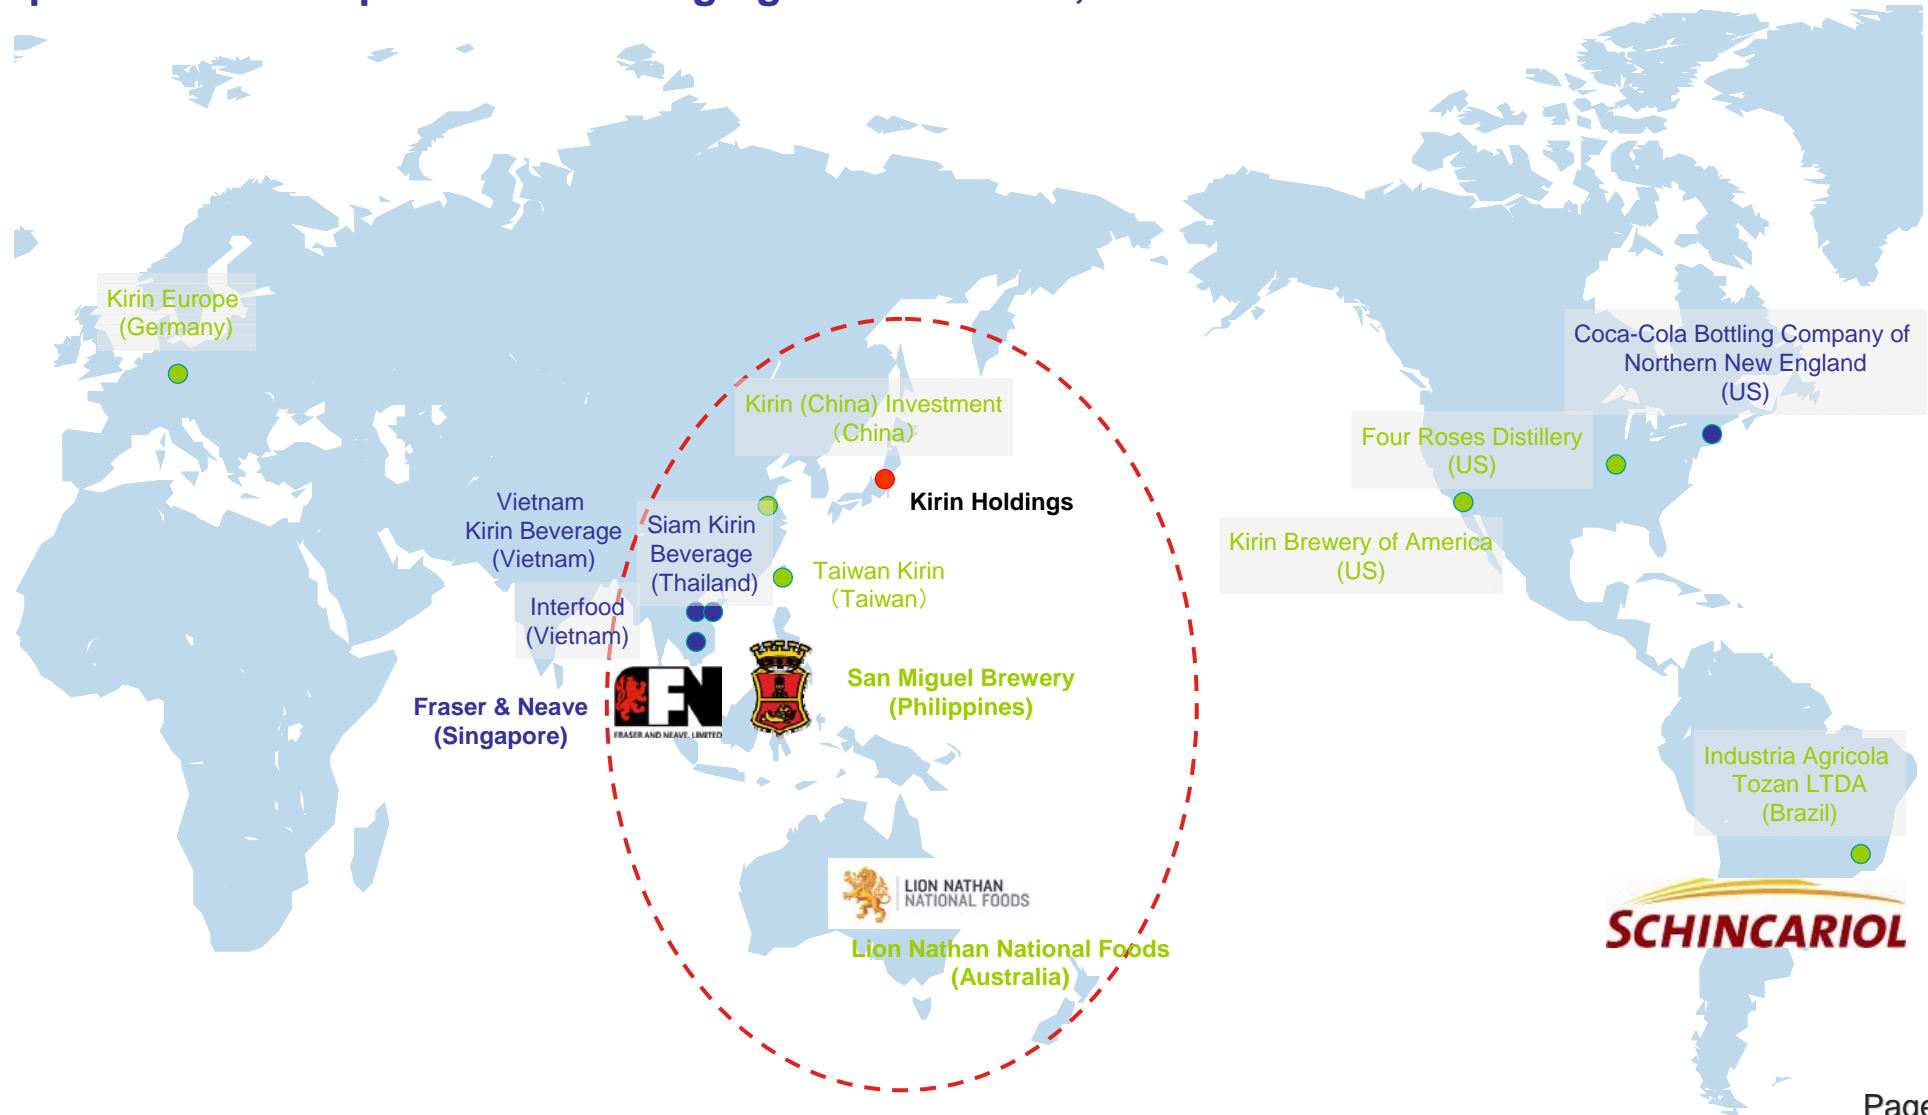 Kirin Europe
(Germany)
Coca-Cola Bottling Company of
Northern New England
(US)
Kirin (China) Investment
（China）
Four Roses Distillery
(US)
Kirin Holdings
Vietnam
Kirin Beverage
(Vietnam)
Siam Kirin
Beverage
(Thailand)
Kirin Brewery of America
(US)
Taiwan Kirin
（Taiwan）
Interfood
(Vietnam)
San Miguel Brewery
(Philippines)
Fraser & Neave
(Singapore)
FN
FRASER AND NEAVE, LIMITED
Industria Agricola
Tozan LTDA
(Brazil)
LION NATHAN
NATIONAL FOODS
SCHINCARIOL
Lion Nathan National Foods
(Australia)
Page